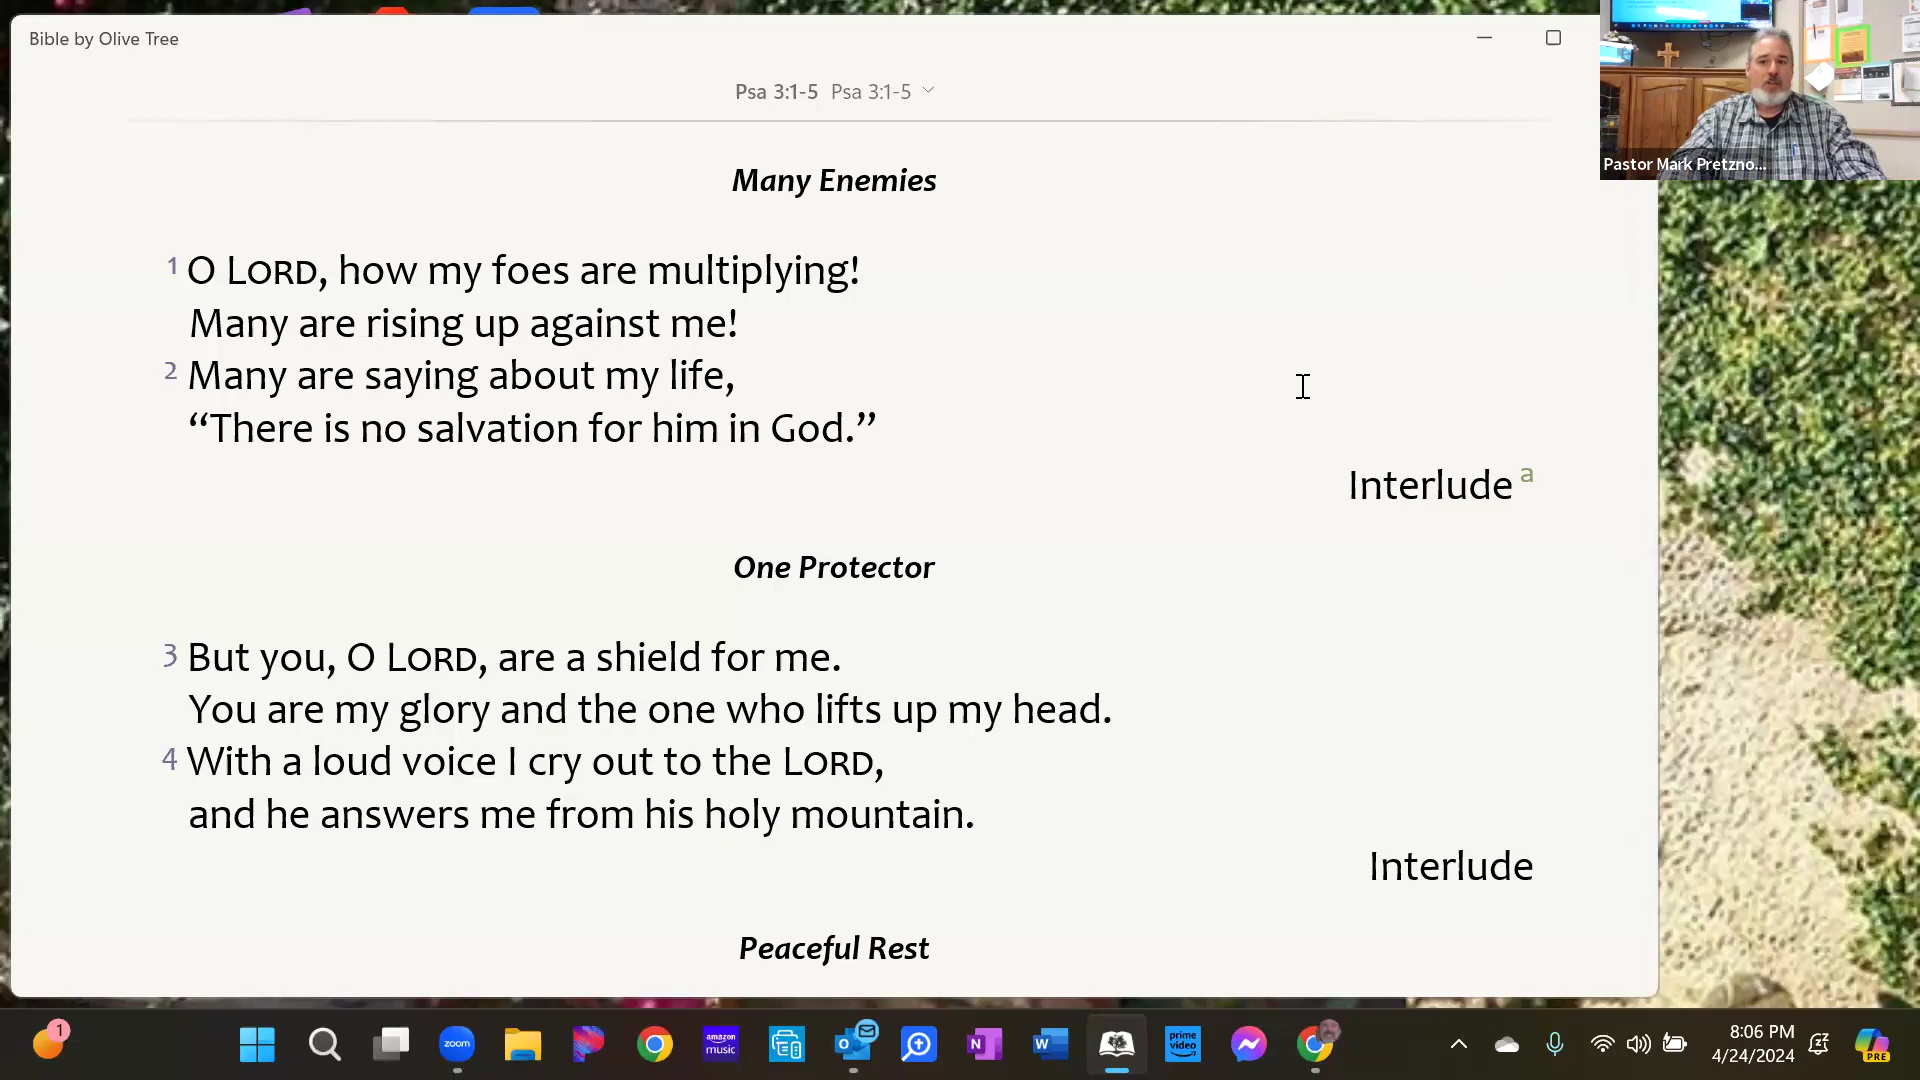 Bible by Olive Tree
Psa 3:1-5 Psa 3:1-5
Pastor Mark Pretzno...
Many Enemies
1 O LORD, how my foes are multiplying!
Many are rising up against me!
2 Many are saying about my life,
“There is no salvation for him in God.”
Interlude a
One Protector
3 But you, O LORD, are a shield for me.
You are my glory and the one who lifts up my head.
4 With a loud voice I cry out to the LORD,
and he answers me from his holy mountain.
Interlude
Peaceful Rest
1
zoom
amazon music
O
N
W
prime video
8:06 PM
4/24/2024
PRE